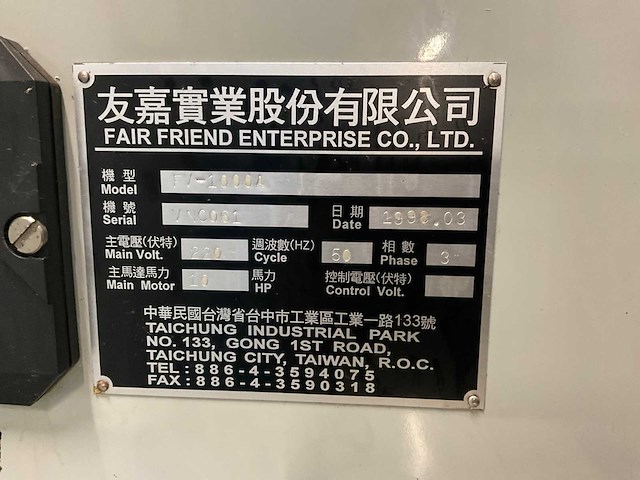 友嘉實業股份有限公司
FAIR FRIEND ENTERPRISE CO., LTD.
機型 Model FV-1000A
機號 Serial
日期 Date 03
主電壓(伏特) Main Volt. 220 週波數(HZ) Cycle 50 相數 Phase 3
主馬達馬力 Main Motor 10 馬力 HP 控制電壓(伏特) Control Volt.
中華民國台灣省台中市工業區工業一路133號
TAICHUNG INDUSTRIAL PARK
NO. 133, GONG 1ST ROAD,
TAICHUNG CITY, TAIWAN, R.O.C.
TEL:886-4-3594075
FAX:886-4-3590318